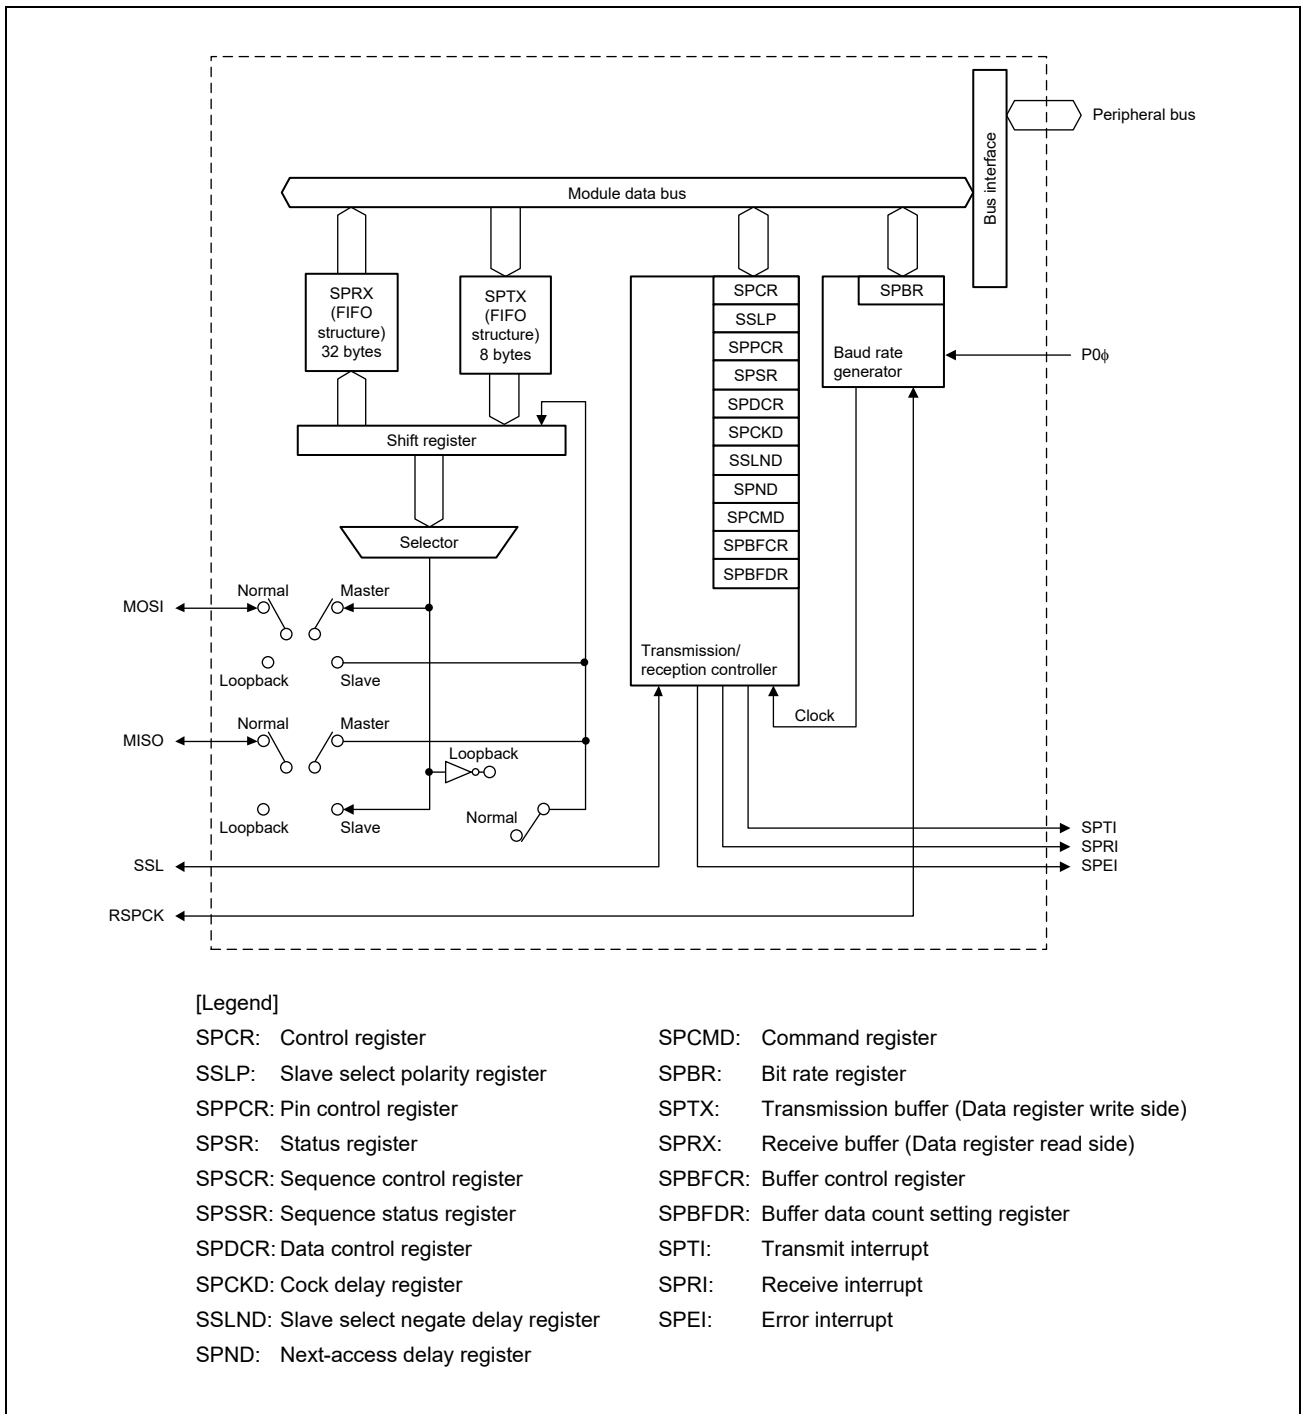 Peripheral bus
Bus interface
Module data bus
SPRX
(FIFO
structure)
32 bytes
SPTX
(FIFO
structure)
8 bytes
SPCR
SSLP
SPPCR
SPSR
SPDCR
SPCKD
SSLND
SPND
SPCMD
SPBFCR
SPBFDR
Transmission/
reception controller
SPBR
Baud rate
generator
P0ϕ
Shift register
Selector
MOSI
Normal
Master
Loopback
Slave
MISO
Normal
Master
Loopback
Slave
Loopback
Normal
Clock
SSL
RSPCK
SPTI
SPRI
SPEI
[Legend]
SPCR: Control register
SSLP: Slave select polarity register
SPPCR: Pin control register
SPSR: Status register
SPSCR: Sequence control register
SPSSR: Sequence status register
SPDCR: Data control register
SPCKD: Cock delay register
SSLND: Slave select negate delay register
SPND: Next-access delay register
SPCMD: Command register
SPBR: Bit rate register
SPTX: Transmission buffer (Data register write side)
SPRX: Receive buffer (Data register read side)
SPBFCR: Buffer control register
SPBFDR: Buffer data count setting register
SPTI: Transmit interrupt
SPRI: Receive interrupt
SPEI: Error interrupt